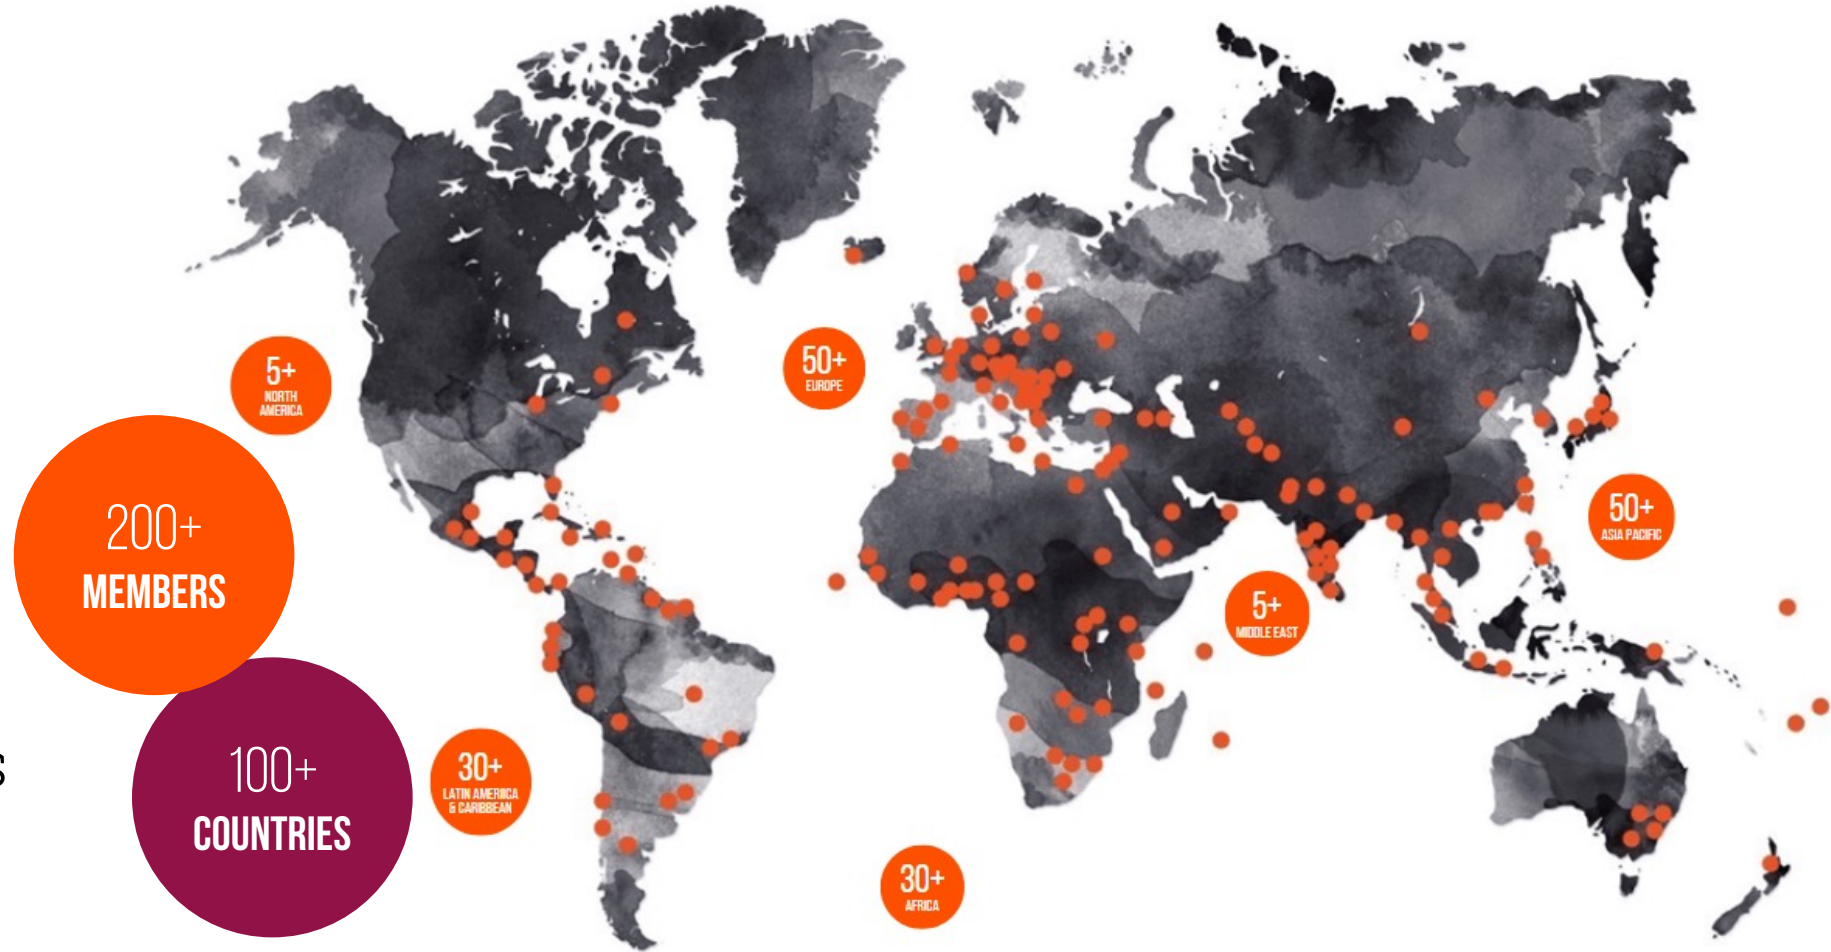 5+
NORTH
AMERICA
50+
EUROPE
200+
MEMBERS
50+
ASIA PACIFIC
5+
MIDDLE EAST
100+
COUNTRIES
30+
LATIN AMERIICA
& CARIBBEAN
30+
AFRICA
s